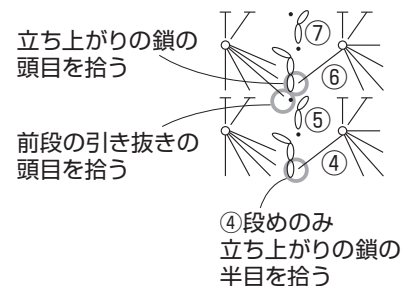 立ち上がりの鎖の
頭目を拾う
前段の引き抜きの
頭目を拾う
⑦
⑥
⑤
④
④段めのみ
立ち上がりの鎖の
半目を拾う